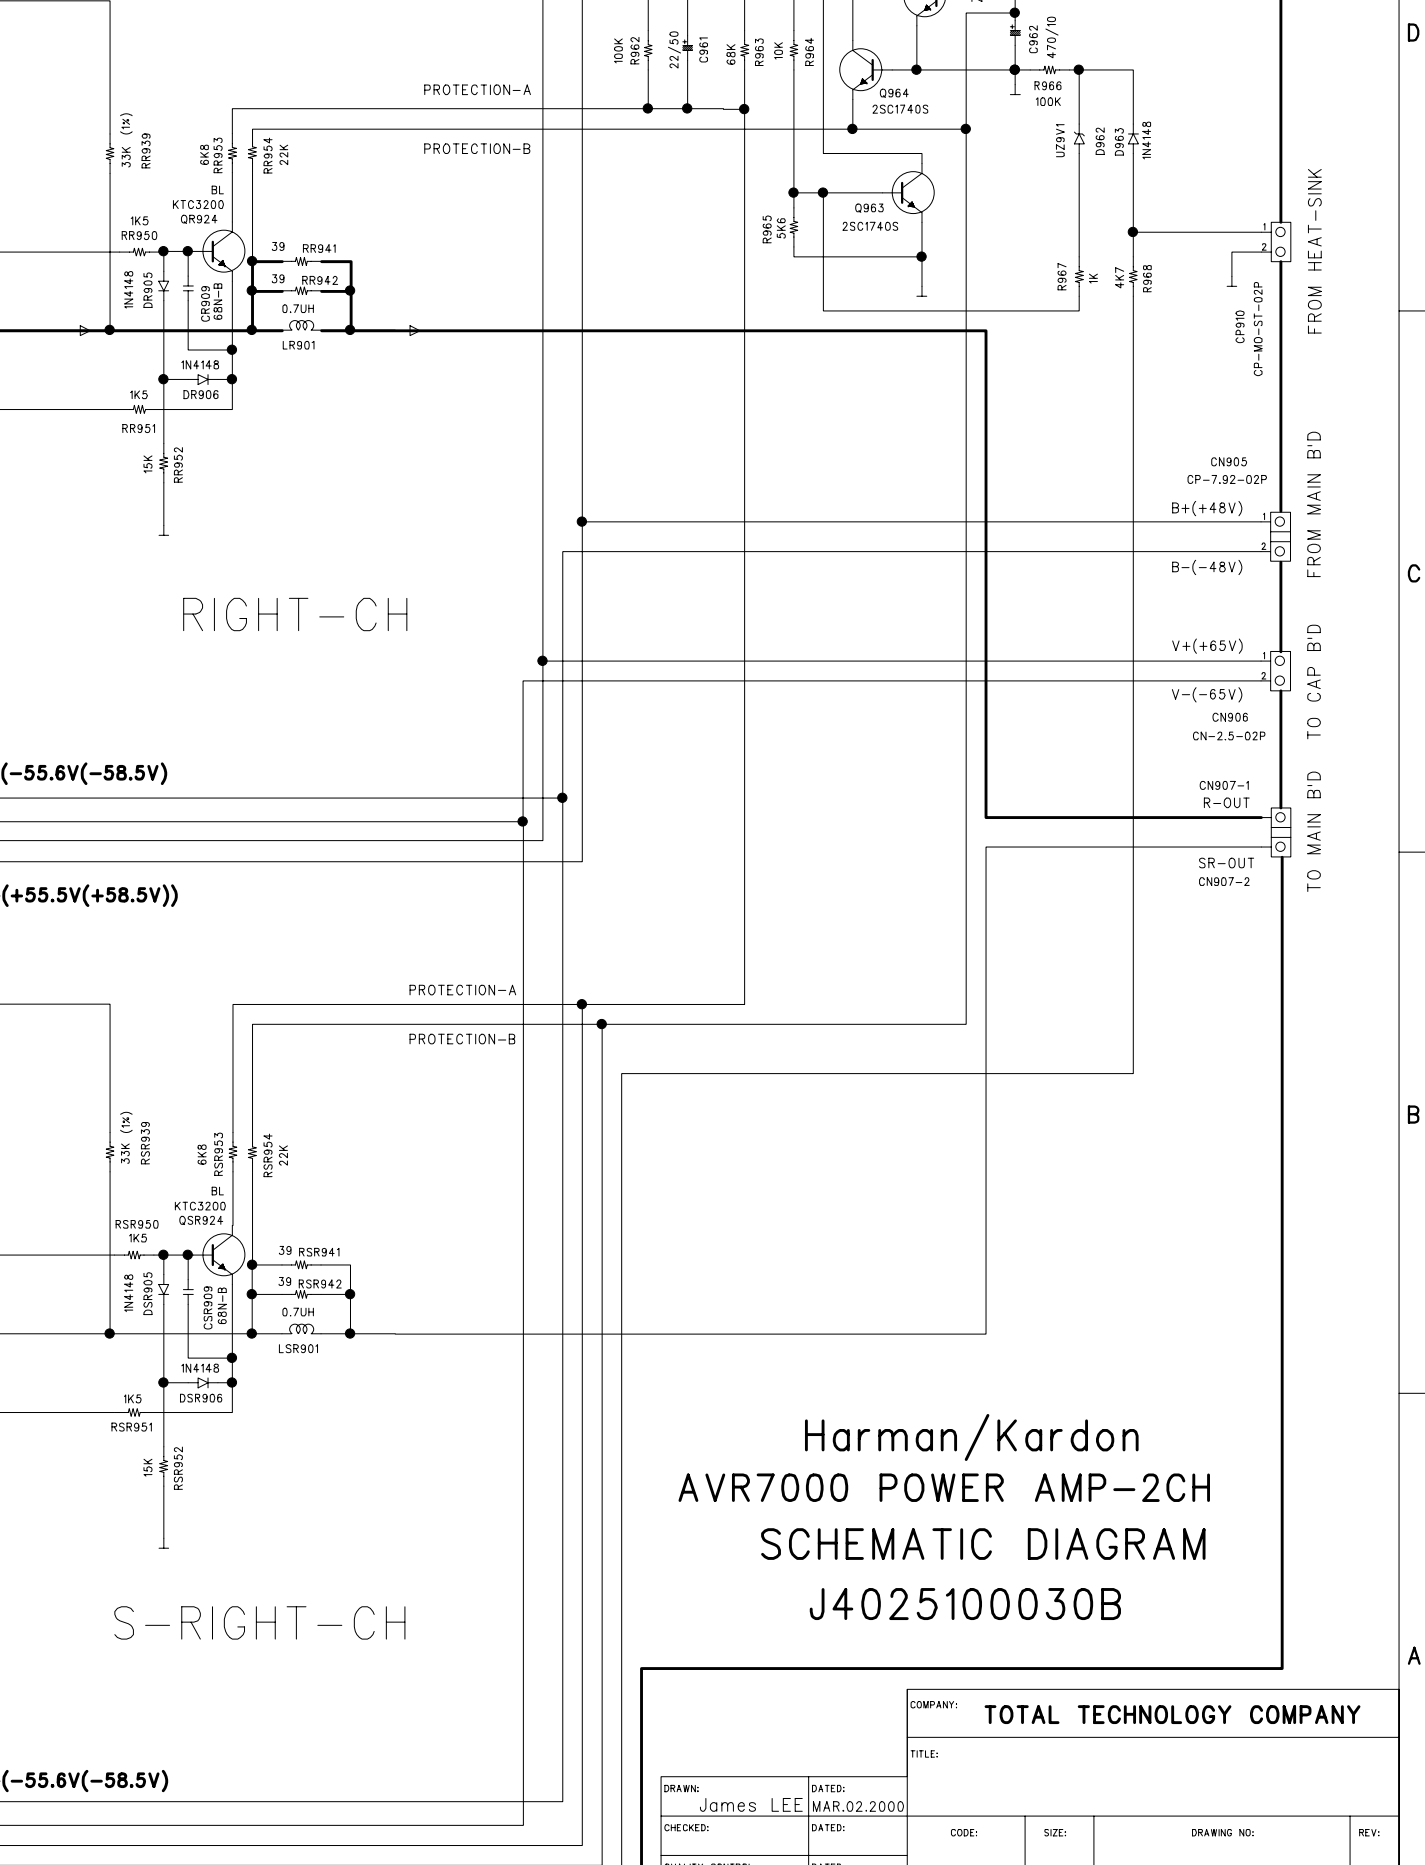 D
100K
R962
22/50
C961
68K
R963
10K
R964
C962
470/10
R966
100K
Q964
2SC1740S
PROTECTION-A
PROTECTION-B
33K (1%)
RR939
6K8
RR953
RR954
22K
UZ9V1
D962
D963
1N4148
BL
KTC3200
QR924
1K5
RR950
1N4148
DR905
CR909
68N-B
39 RR941
39 RR942
0.7UH
LR901
1N4148
DR906
1K5
RR951
15K
RR952
R965
5K6
Q963
2SC1740S
R967
1K
4K7
R968
1
2
CP910
CP-MO-ST-02P
FROM HEAT-SINK
CN905
CP-7.92-02P
B+(+48V)
1
2
B-(-48V)
FROM MAIN B'D
C
RIGHT-CH
V+(+65V)
1
2
V-(-65V)
CN906
CN-2.5-02P
TO CAP B'D
(-55.6V(-58.5V)
CN907-1
R-OUT
SR-OUT
CN907-2
TO MAIN B'D
(+55.5V(+58.5V))
PROTECTION-A
PROTECTION-B
B
33K (1%)
RSR939
6K8
RSR953
RSR954
22K
BL
KTC3200
QSR924
RSR950
1K5
1N4148
DSR905
CSR909
68N-B
39 RSR941
39 RSR942
0.7UH
LSR901
1N4148
DSR906
1K5
RSR951
15K
RSR952
Harman/Kardon
AVR7000 POWER AMP-2CH
SCHEMATIC DIAGRAM
J4025100030B
S-RIGHT-CH
A
COMPANY: TOTAL TECHNOLOGY COMPANY
TITLE:
(-55.6V(-58.5V)
DRAWN: James LEE
DATED: MAR.02.2000
CHECKED:
DATED:
CODE:
SIZE:
DRAWING NO:
REV: